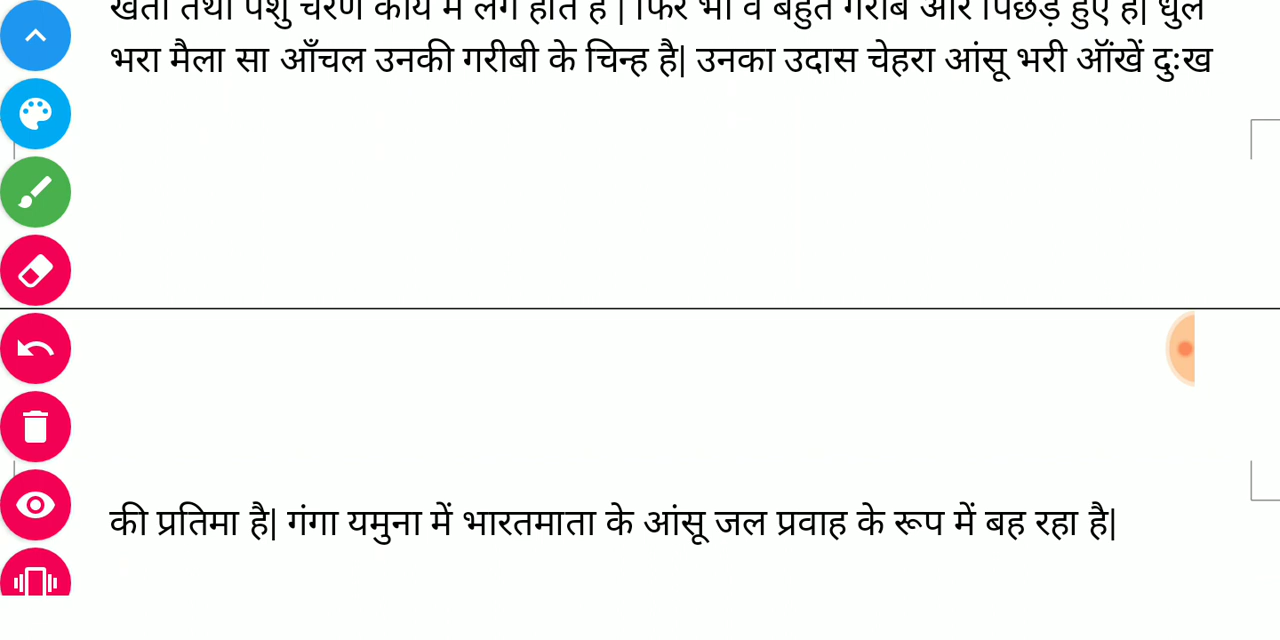 खेती तथा पशु चरण कार्य में लगे होते है | फिर भी वे बहुत गरीब और पिछड़े हुए है| धुल
भरा मैला सा आँचल उनकी गरीबी के चिन्ह है| उनका उदास चेहरा आंसू भरी ऑखें दुःख
की प्रतिमा है| गंगा यमुना में भारतमाता के आंसू जल प्रवाह के रूप में बह रहा है|